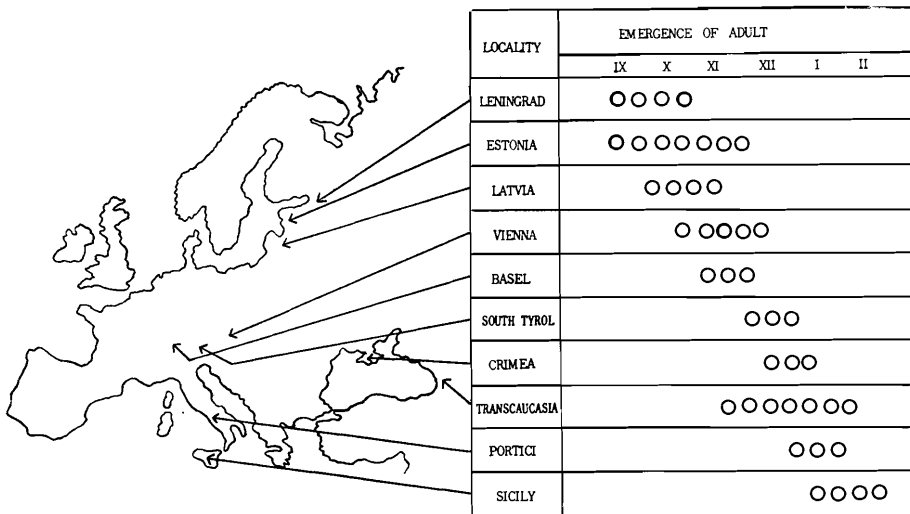 LOCALITY
EMERGENCE OF ADULT
IX X XI XII I II
LENINGRAD
ESTONIA
LATVIA
VIENNA
BASEL
SOUTH TYROL
CRIMEA
TRANSCAUCASIA
PORTICI
SICILY